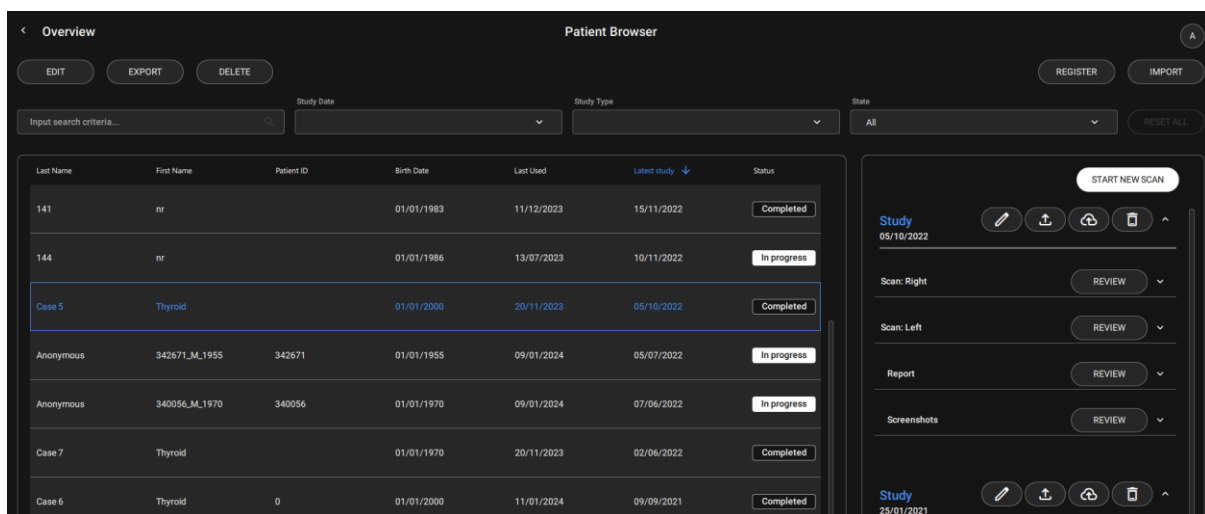 Overview
Patient Browser
A
EDIT
EXPORT
DELETE
REGISTER
IMPORT
Study Date
Study Type
State
Input search criteria...
All
RESET ALL
Last Name First Name Patient ID Birth Date Last Used Latest study Status
141 nr 01/01/1983 11/12/2023 15/11/2022 Completed
144 nr 01/01/1986 13/07/2023 10/11/2022 In progress
Case 5 Thyroid 01/01/2000 20/11/2023 05/10/2022 Completed
Anonymous 342671_M_1955 342671 01/01/1955 09/01/2024 05/07/2022 In progress
Anonymous 340056_M_1970 340056 01/01/1970 09/01/2024 07/06/2022 In progress
Case 7 Thyroid 01/01/1970 20/11/2023 02/06/2022 Completed
Case 6 Thyroid 0 01/01/2000 11/01/2024 09/09/2021 Completed
START NEW SCAN
Study
05/10/2022
Scan: Right REVIEW
Scan: Left REVIEW
Report REVIEW
Screenshots REVIEW
Study
25/01/2021